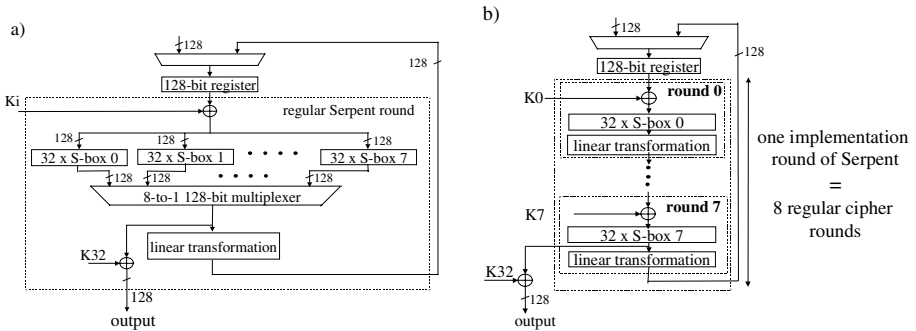 a)
128
128
128-bit register
Ki
regular Serpent round
128
128
128
32 x S-box 0
32 x S-box 1
32 x S-box 7
128
128
128
8-to-1 128-bit multiplexer
linear transformation
K32
128
output
b)
128
128
128-bit register
round 0
K0
32 x S-box 0
linear transformation
one implementation
round of Serpent
=
8 regular cipher
rounds
round 7
K7
32 x S-box 7
linear transformation
K32
128
output